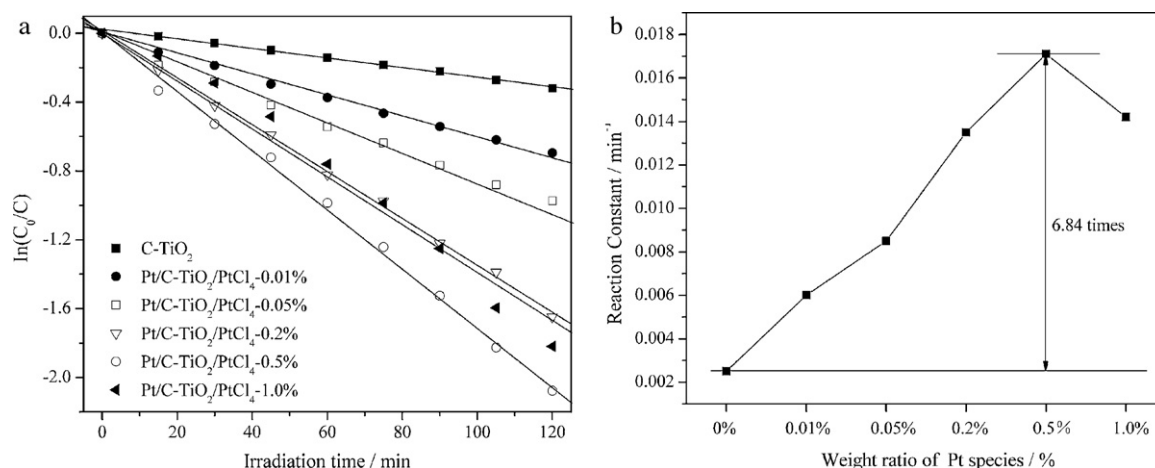 a
ln(C₀/C)
0.0
-0.4
-0.8
-1.2
-1.6
-2.0
C-TiO₂
Pt/C-TiO₂/PtCl₄-0.01%
Pt/C-TiO₂/PtCl₄-0.05%
Pt/C-TiO₂/PtCl₄-0.2%
Pt/C-TiO₂/PtCl₄-0.5%
Pt/C-TiO₂/PtCl₄-1.0%
0 20 40 60 80 100 120
Irradiation time / min
b
Reaction Constant / min⁻¹
0.018
0.016
0.014
0.012
0.010
0.008
0.006
0.004
0.002
6.84 times
0% 0.01% 0.05% 0.2% 0.5% 1.0%
Weight ratio of Pt species / %